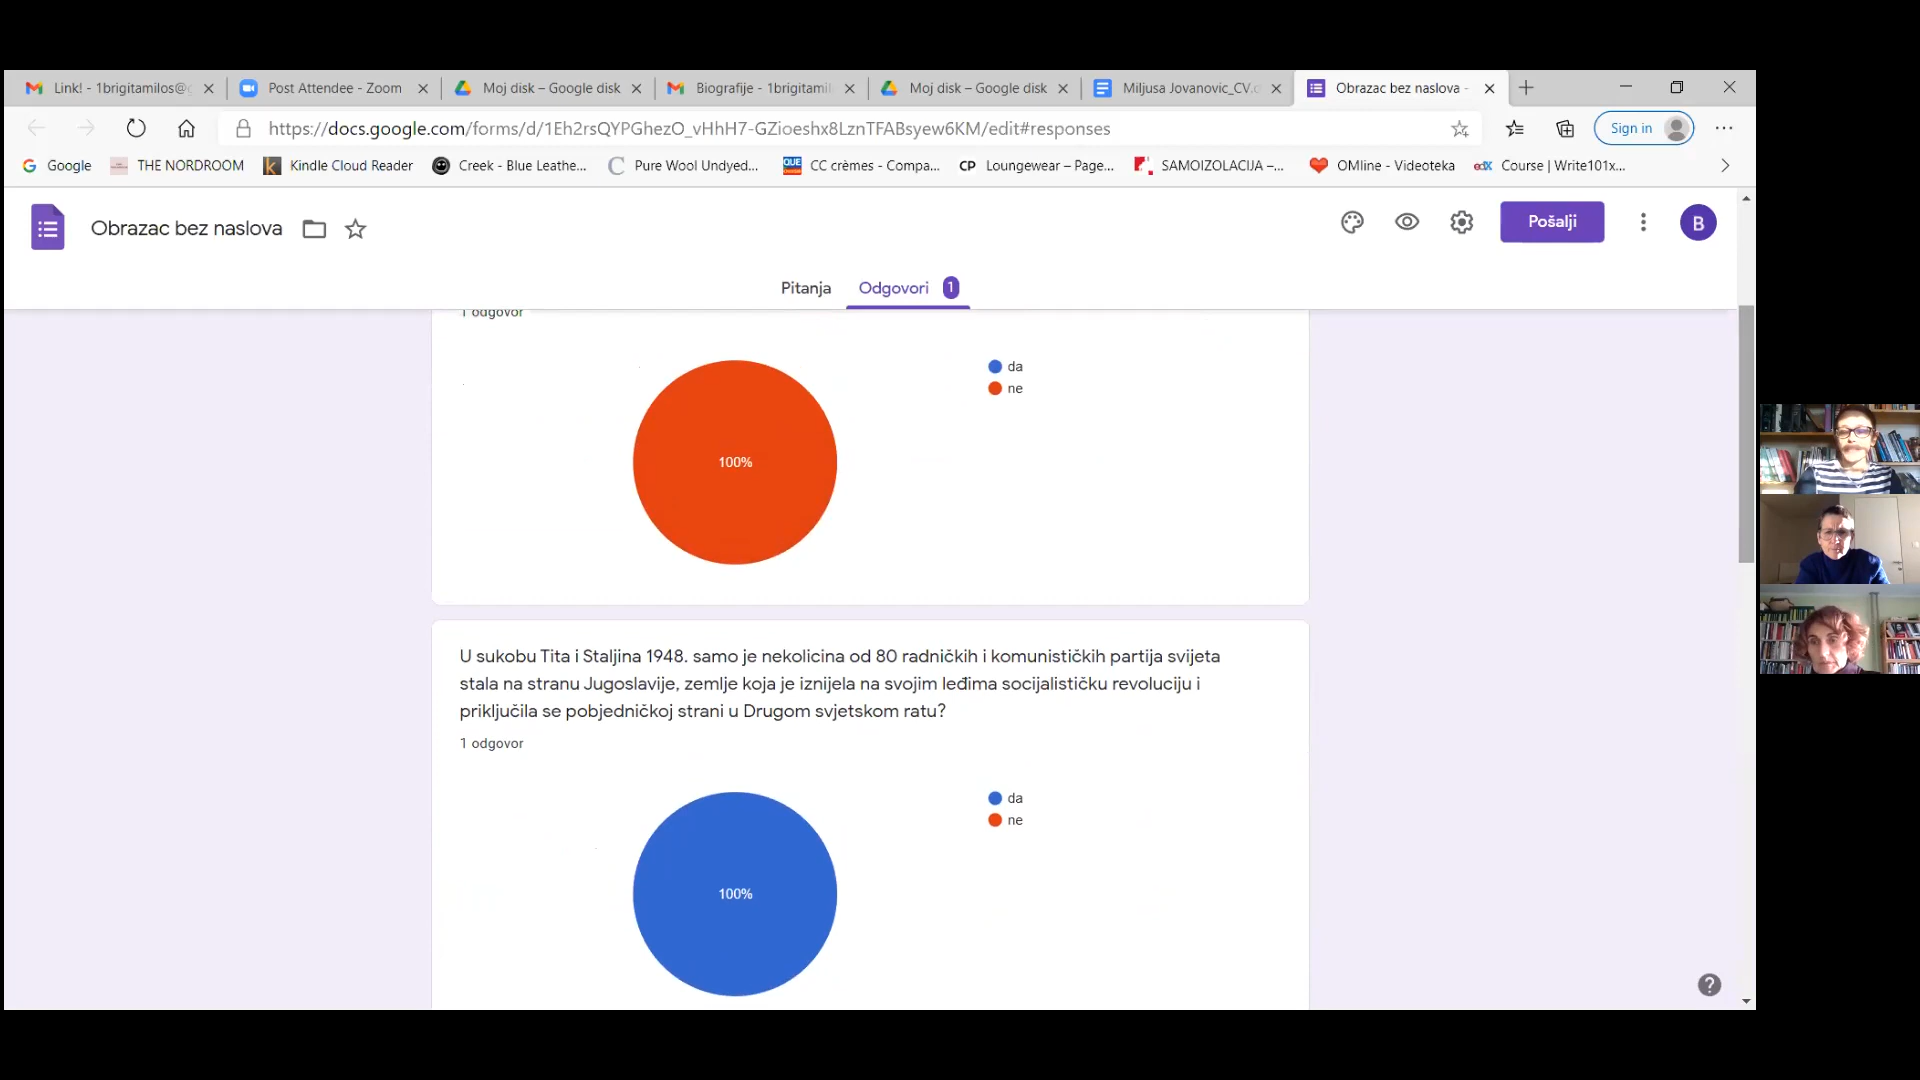 Link! - 1brigitamilos@g
Post Attendee - Zoom
Moj disk – Google disk
Biografije - 1brigitamil
Moj disk – Google disk
Miljusa Jovanovic_CV.d
Obrazac bez naslova -
https://docs.google.com/forms/d/1Eh2rsQYPGhezO_vHhH7-GZioeshx8LznTFABsyew6KM/edit#responses
Sign in
Google
THE NORDROOM
Kindle Cloud Reader
Creek - Blue Leathe...
Pure Wool Undyed...
CC crèmes - Compa...
CP Loungewear – Page...
SAMOIZOLACIJA –...
OMline - Videoteka
edX Course | Write101x...
Obrazac bez naslova
Pošalji
B
Pitanja
Odgovori 1
1 odgovor
da
ne
100%
U sukobu Tita i Staljina 1948. samo je nekolicina od 80 radničkih i komunističkih partija svijeta
stala na stranu Jugoslavije, zemlje koja je iznijela na svojim leđima socijalističku revoluciju i
priključila se pobjedničkoj strani u Drugom svjetskom ratu?
1 odgovor
da
ne
100%